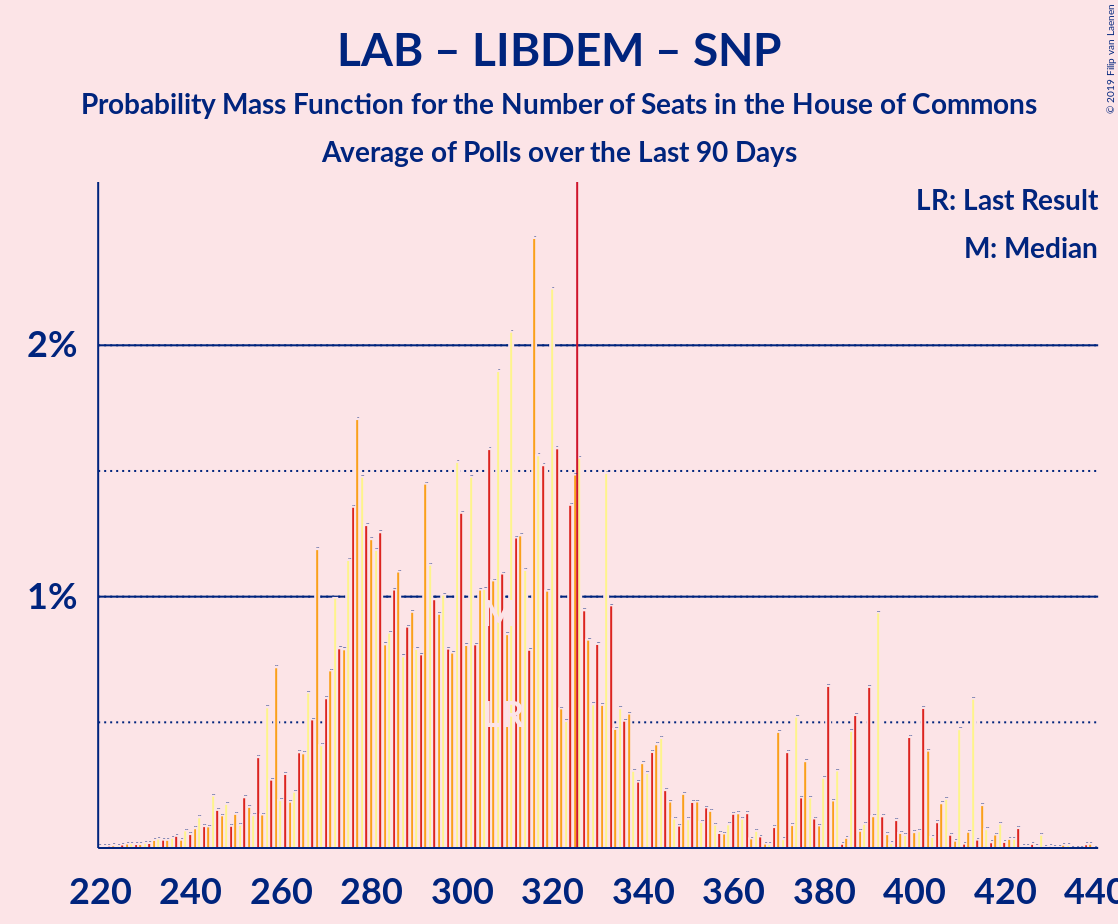 LAB – LIBDEM – SNP
Probability Mass Function for the Number of Seats in the House of Commons
Average of Polls over the Last 90 Days
© 2019 Filip van Laenen
LR: Last Result
M: Median
2%
1%
M
LR
220 240 260 280 300 320 340 360 380 400 420 440